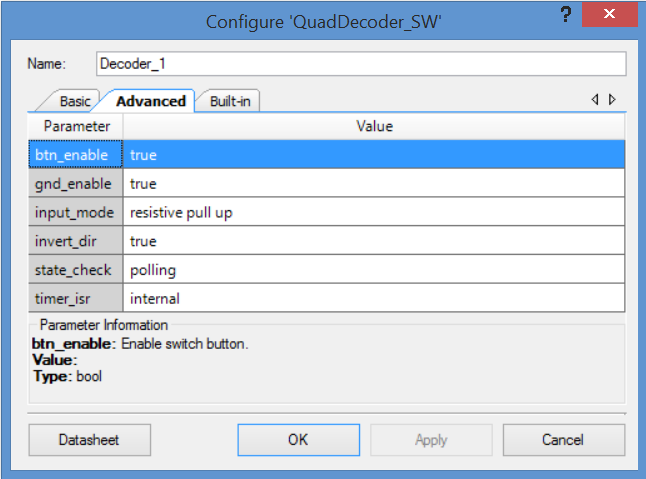 Configure 'QuadDecoder_SW'
?
x
Name: Decoder_1
Basic Advanced Built-in
Parameter Value
btn_enable true
gnd_enable true
input_mode resistive pull up
invert_dir true
state_check polling
timer_isr internal
Parameter Information
btn_enable: Enable switch button.
Value:
Type: bool
Datasheet OK Apply Cancel